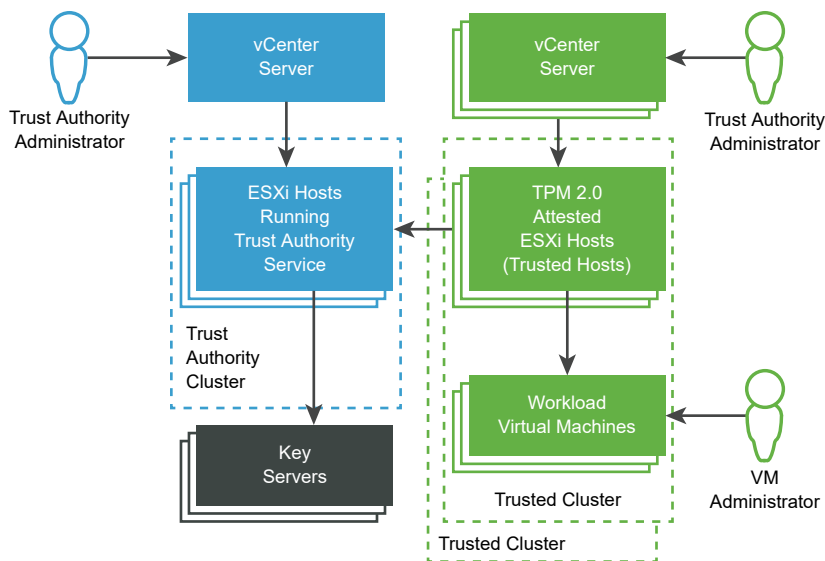 Trust Authority
Administrator
vCenter
Server
vCenter
Server
Trust Authority
Administrator
ESXi Hosts
Running
Trust Authority
Service
TPM 2.0
Attested
ESXi Hosts
(Trusted Hosts)
Trust
Authority
Cluster
Workload
Virtual Machines
Key
Servers
VM
Administrator
Trusted Cluster
Trusted Cluster